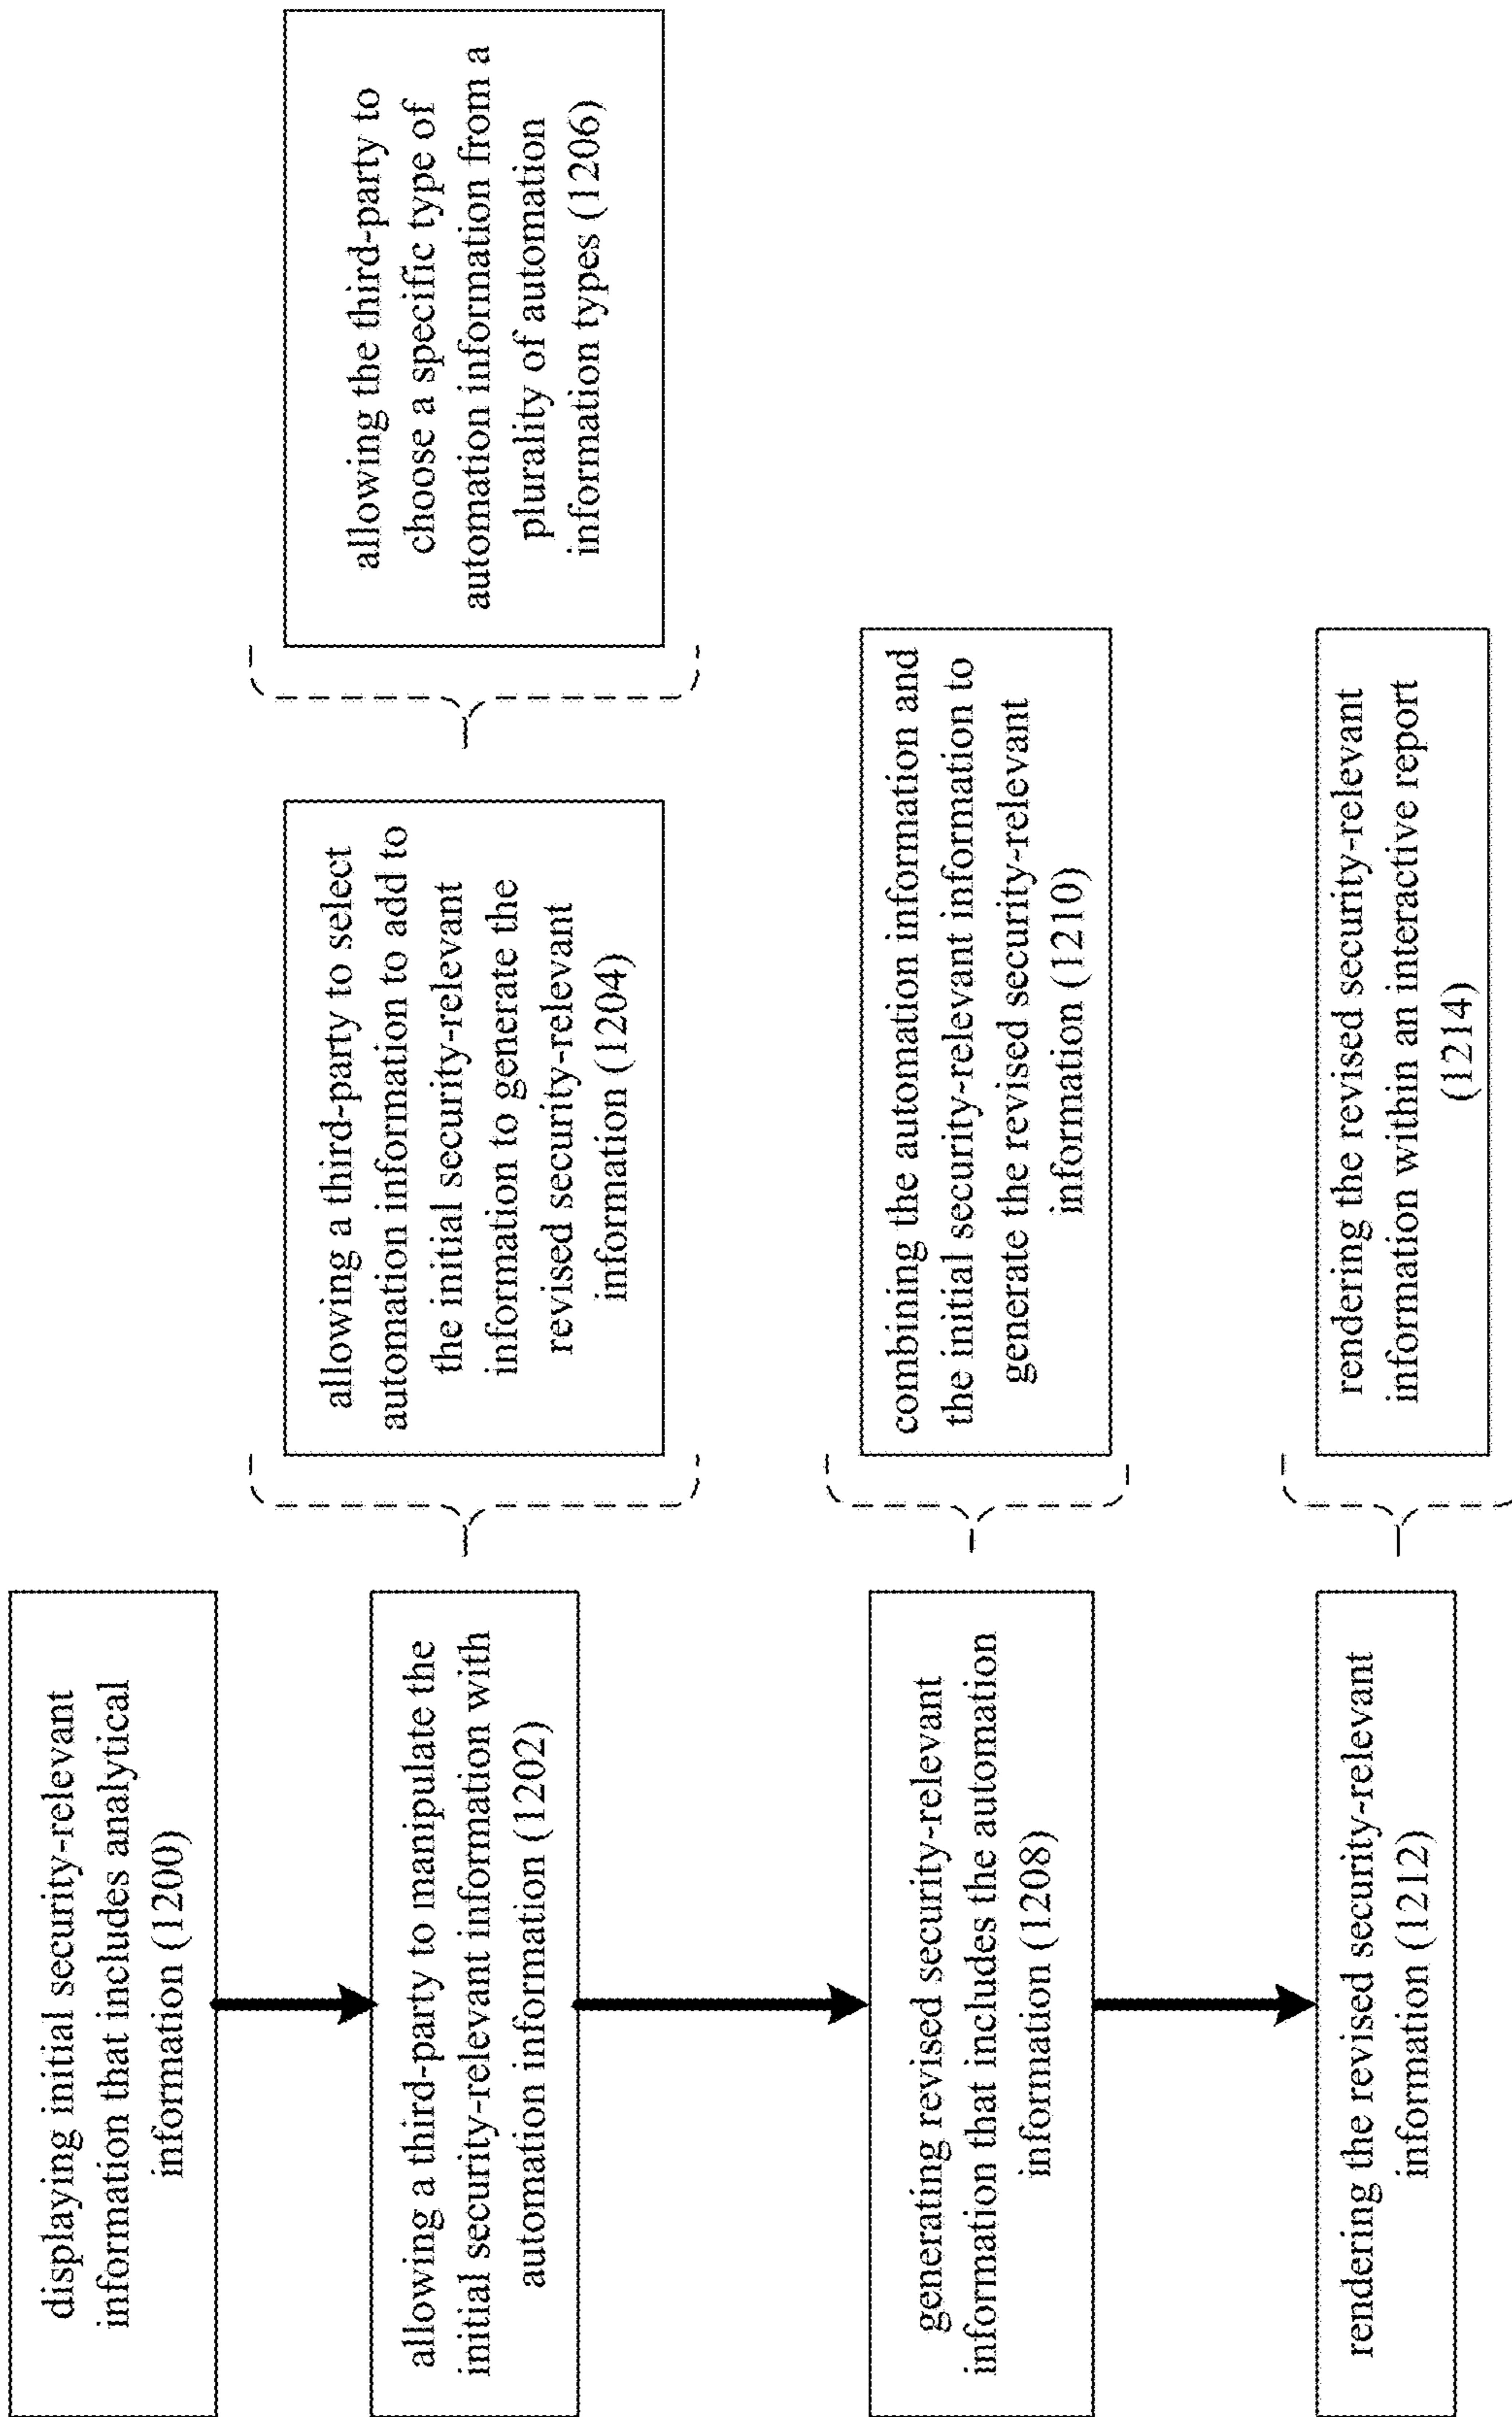 displaying initial security-relevant
information that includes analytical
information (1200)
allowing a third-party to manipulate the
initial security-relevant information with
automation information (1202)
allowing a third-party to select
automation information to add to
the initial security-relevant
information to generate the
revised security-relevant
information (1204)
allowing the third-party to
choose a specific type of
automation information from a
plurality of automation
information types (1206)
generating revised security-relevant
information that includes the automation
information (1208)
combining the automation information and
the initial security-relevant information to
generate the revised security-relevant
information (1210)
rendering the revised security-relevant
information (1212)
rendering the revised security-relevant
information within an interactive report
(1214)